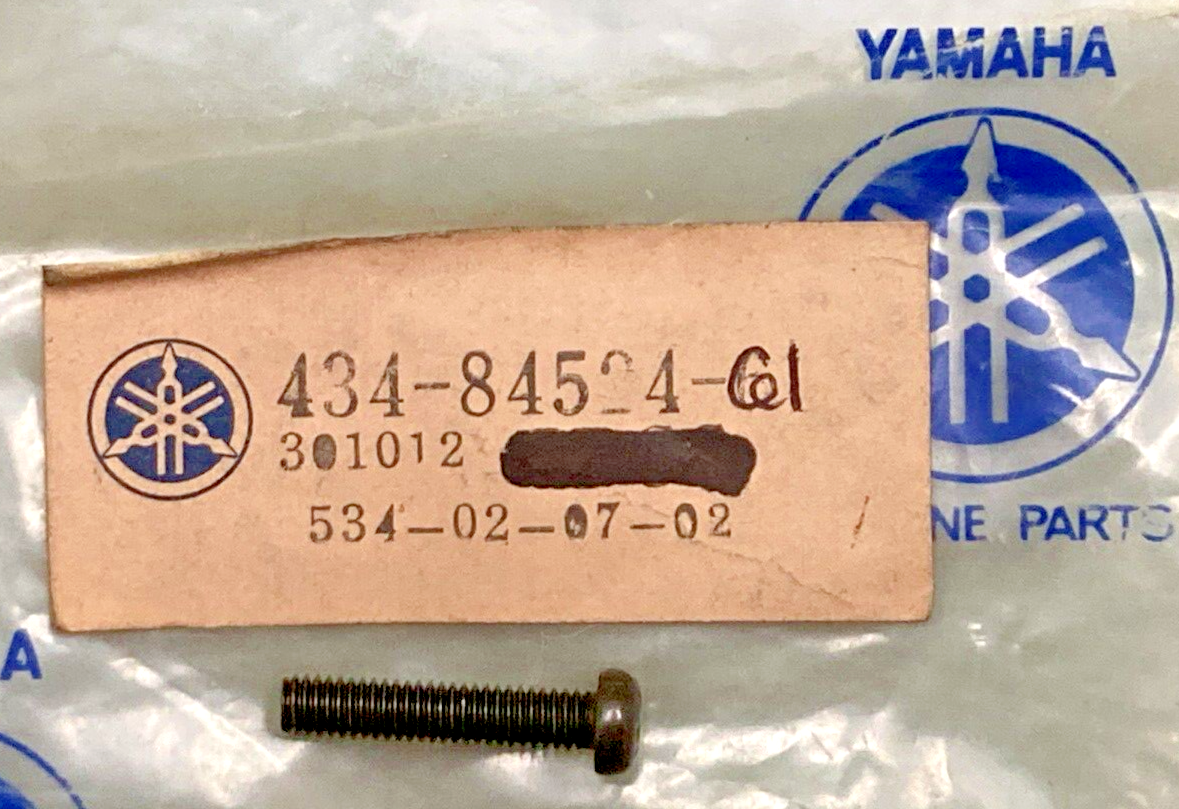 YAMAHA
434-84524-61
301012
534-02-07-02
NE PARTS
A